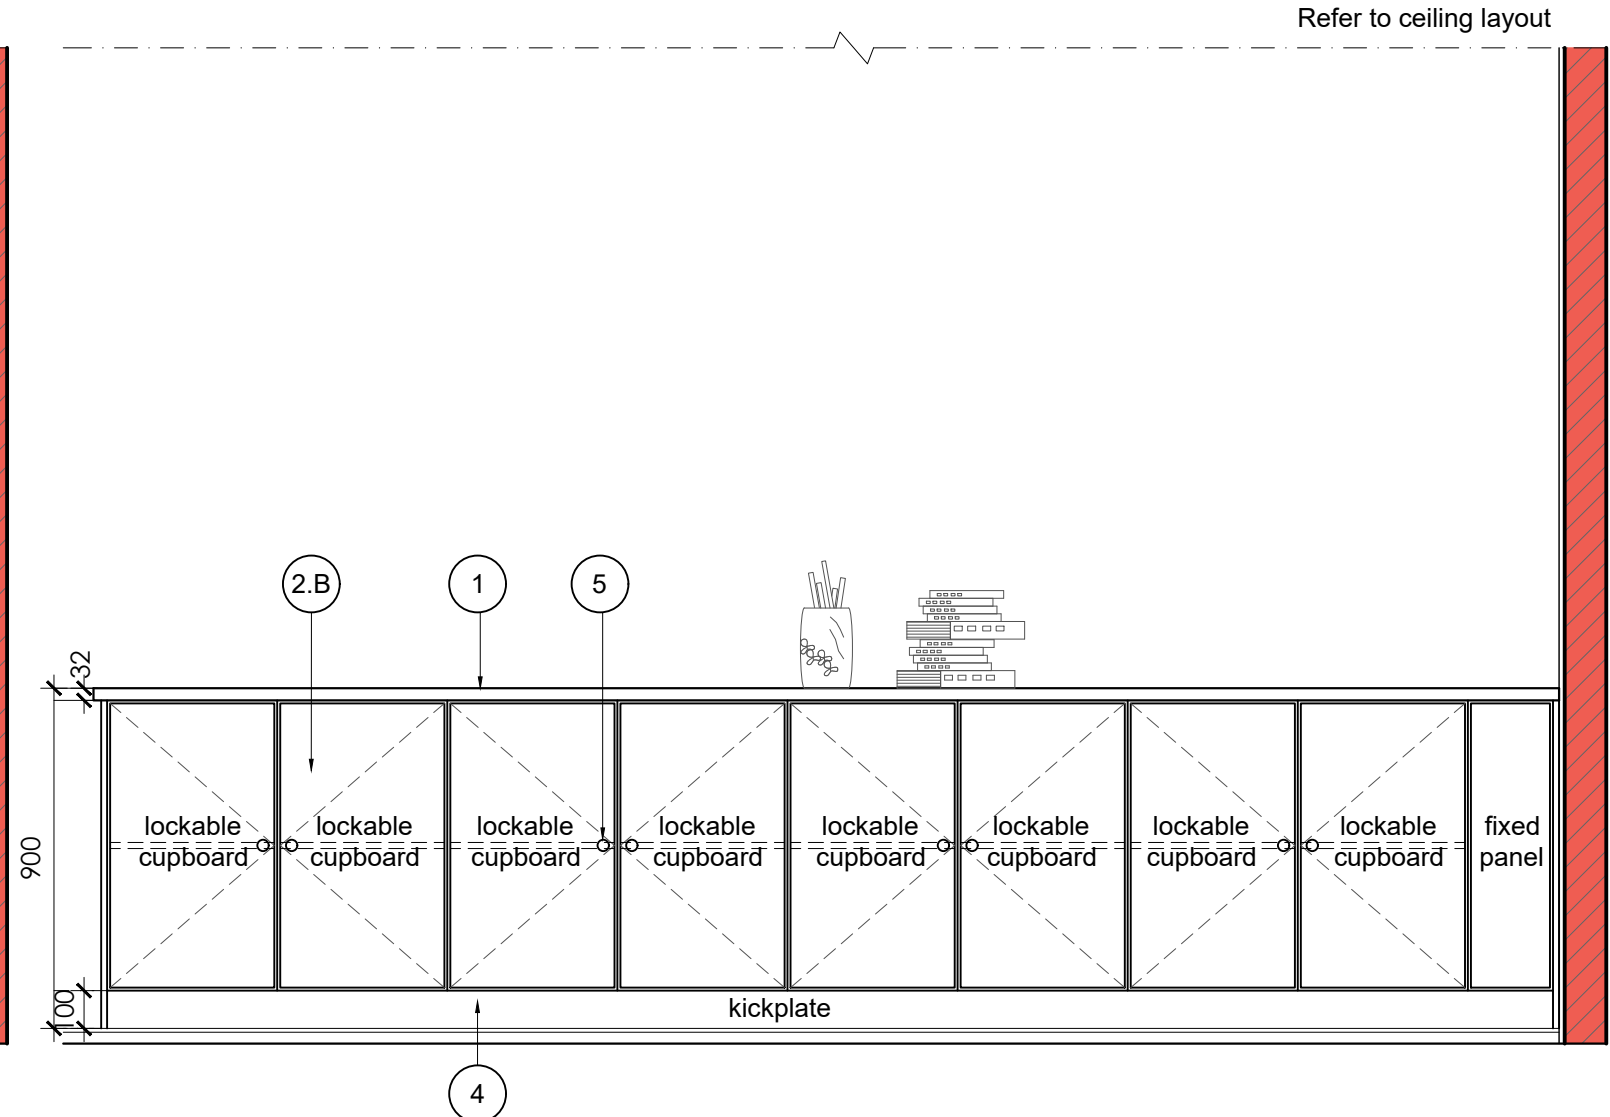 Refer to ceiling layout
2.B
1
5
32
lockable
cupboard
lockable
cupboard
lockable
cupboard
lockable
cupboard
lockable
cupboard
lockable
cupboard
lockable
cupboard
lockable
cupboard
fixed
panel
900
100
kickplate
4